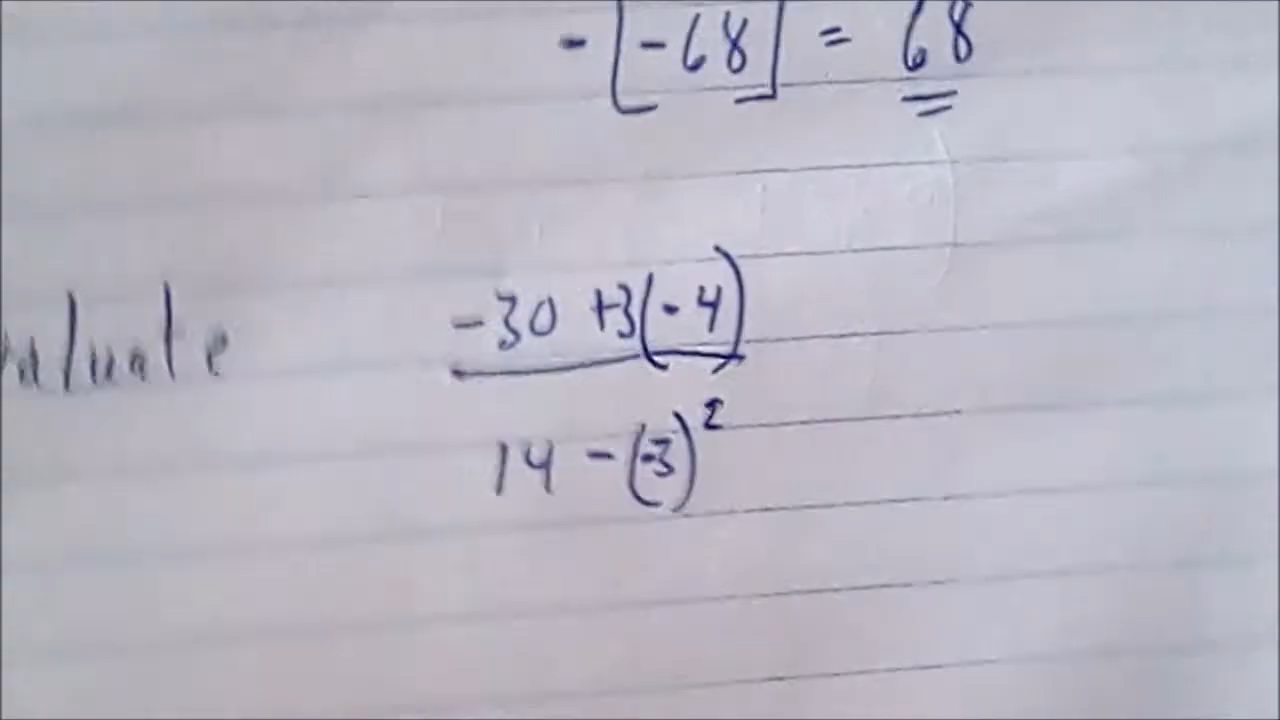 -[-68] = 68
-30 +3(-4)
14 -(-3)²